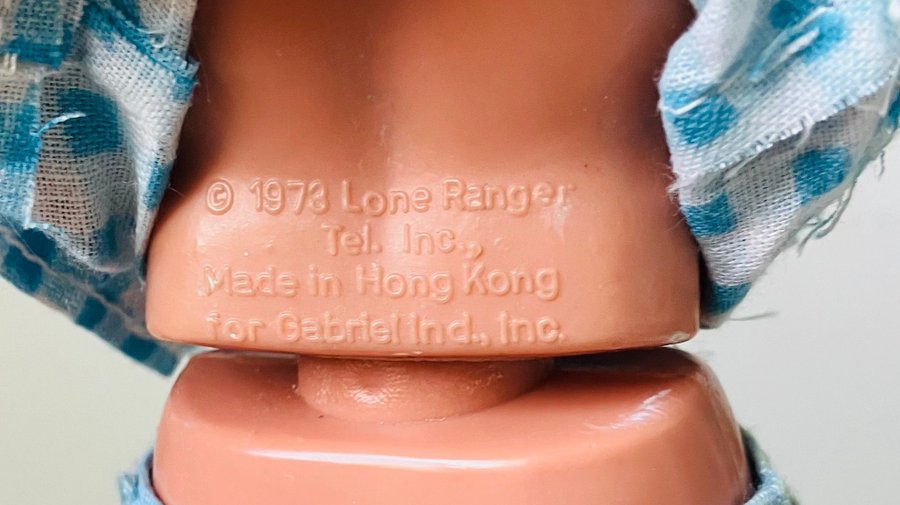 © 1973 Lone Ranger
Tel. Inc.,
Made in Hong Kong
for Gabriel Ind., Inc.